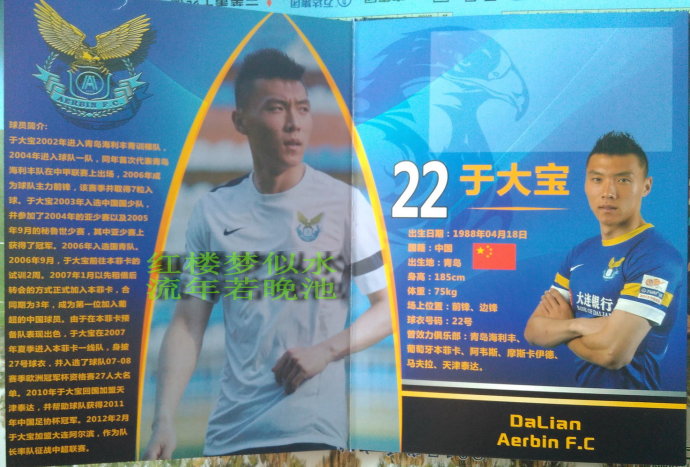 AERBIN F.C
球员简介:
于大宝2002年进入青岛海利丰青训梯队,
2004年进入球队一队，同年首次代表青岛
海利丰队在中甲联赛上出场，2006年成
为球队主力前锋，该赛季并取得7粒入
球。于大宝2003年入选中国国少队，
并参加了2004年的亚少赛以及2005
年9月的秘鲁世少赛，其中亚少赛上
获得了冠军。2006年入选国青队。
2006年9月，于大宝前往本菲卡的
试训2周。2007年1月以先租借后
转会的方式正式加入本菲卡，合
同期为3年，成为第一位加入葡
超的中国球员。由于在本菲卡预
备队表现出色，于大宝在2007
年夏季进入本菲卡一线队，身披
27号球衣，并入选了球队07-08
赛季欧洲冠军杯资格赛27人大名
单。2010年于大宝回国加盟天
津泰达，并帮助球队获得2011
年中国足协杯冠军。2012年2月
于大宝加盟大连阿尔滨，作为队
长率队征战中超联赛。
红楼梦似水
流年若晚池
22 于大宝
出生日期：1988年04月18日
国籍：中国
出生地：青岛
身高：185cm
体重：75kg
场上位置：前锋、边锋
球衣号码：22号
曾效力俱乐部：青岛海利丰、
葡萄牙本菲卡、阿韦斯、摩斯卡伊德、
马夫拉、天津泰达。
大连银行
DaLian
Aerbin F.C